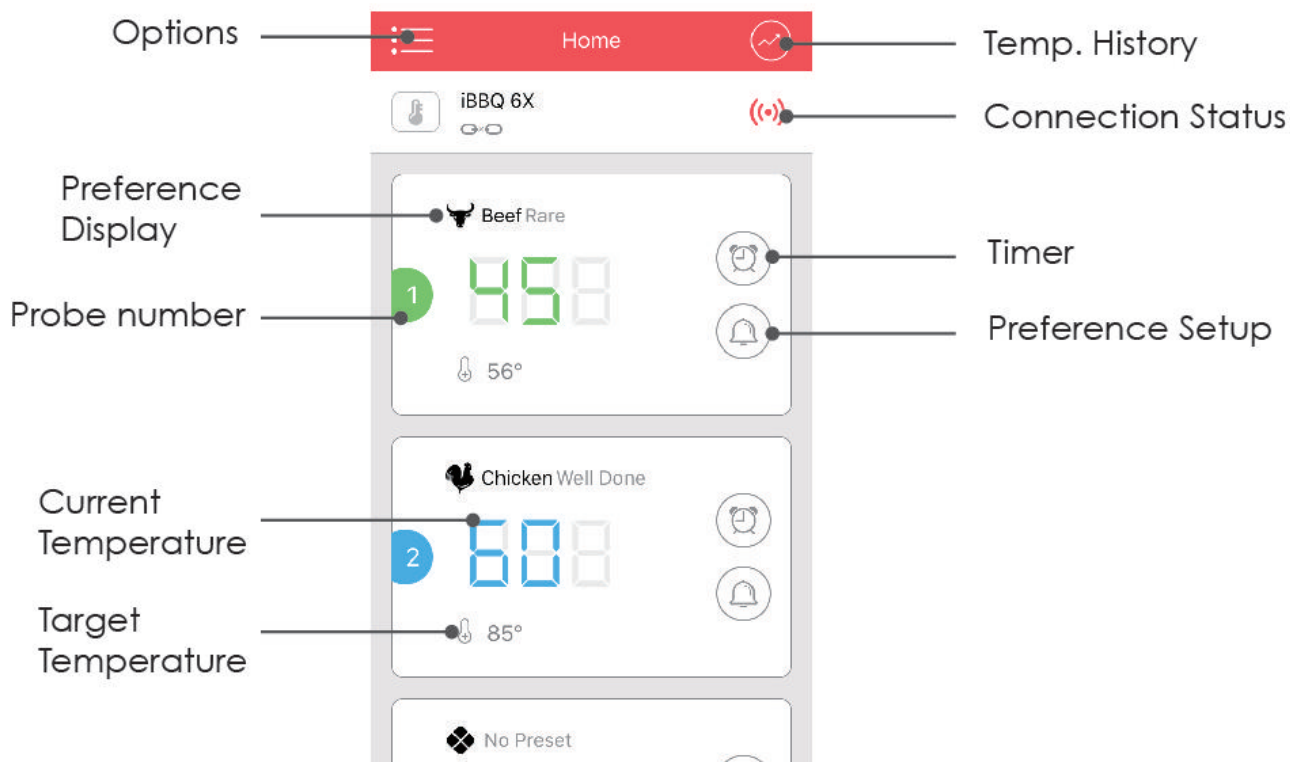 Options
Home
Temp. History
iBBQ 6X
Connection Status
Preference
Display
Beef Rare
Timer
1
45
Probe number
Preference Setup
56°
Chicken Well Done
Current
Temperature
2
60
Target
Temperature
85°
No Preset